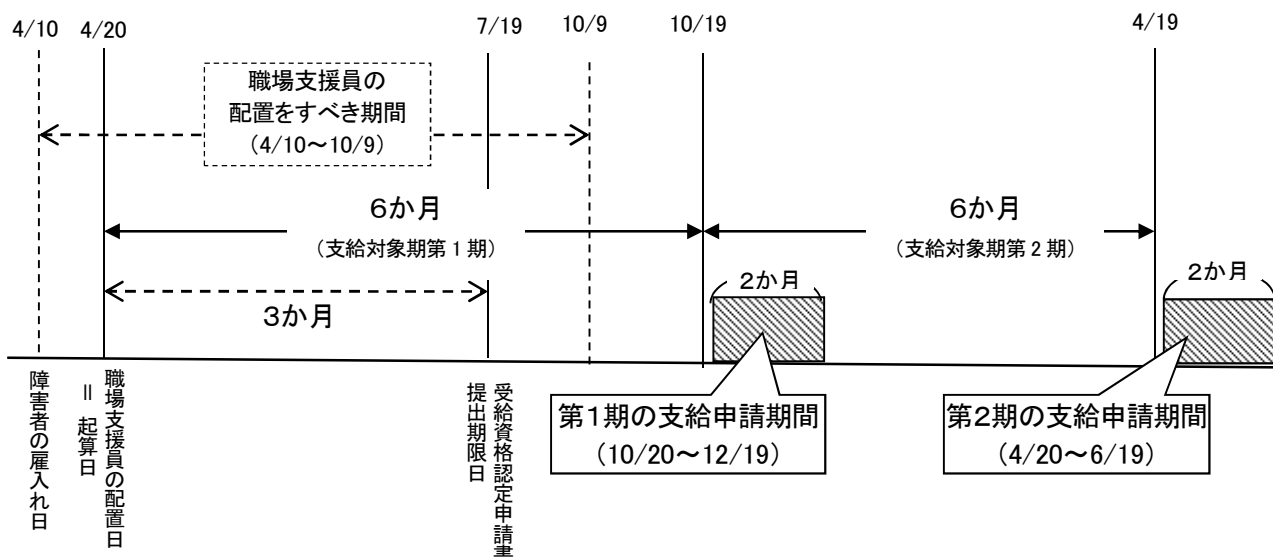 4/10
4/20
7/19
10/9
10/19
4/19
職場支援員の
配置をすべき期間
（4/10～10/9）
６か月
（支給対象期第１期）
６か月
（支給対象期第２期）
３か月
２か月
２か月
障害者の雇入れ日
職場支援員の配置日
＝ 起算日
受給資格認定申請書
提出期限日
第１期の支給申請期間
（10/20～12/19）
第２期の支給申請期間
（4/20～6/19）